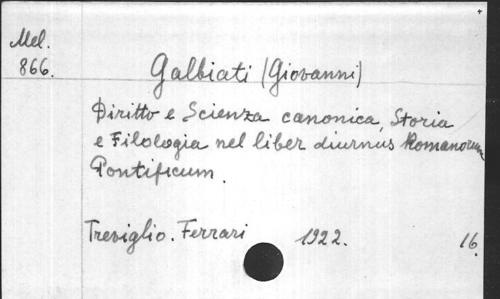 Mel.
866.
Galbiati (Giovanni)
Diritto e Scienza canonica, Storia
e Filologia nel liber diurnus Romanorum
Pontificum.
Treviglio. Ferrari 1922. 16.